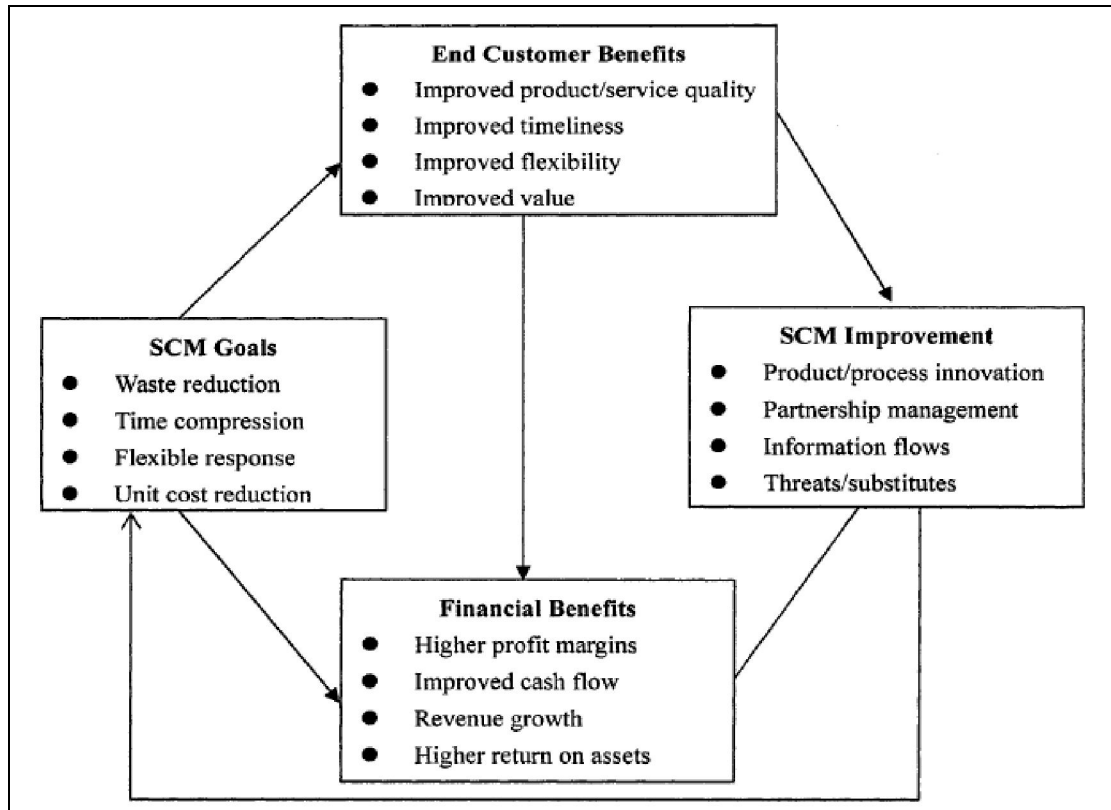 End Customer Benefits
● Improved product/service quality
● Improved timeliness
● Improved flexibility
● Improved value
SCM Goals
● Waste reduction
● Time compression
● Flexible response
● Unit cost reduction
SCM Improvement
● Product/process innovation
● Partnership management
● Information flows
● Threats/substitutes
Financial Benefits
● Higher profit margins
● Improved cash flow
● Revenue growth
● Higher return on assets